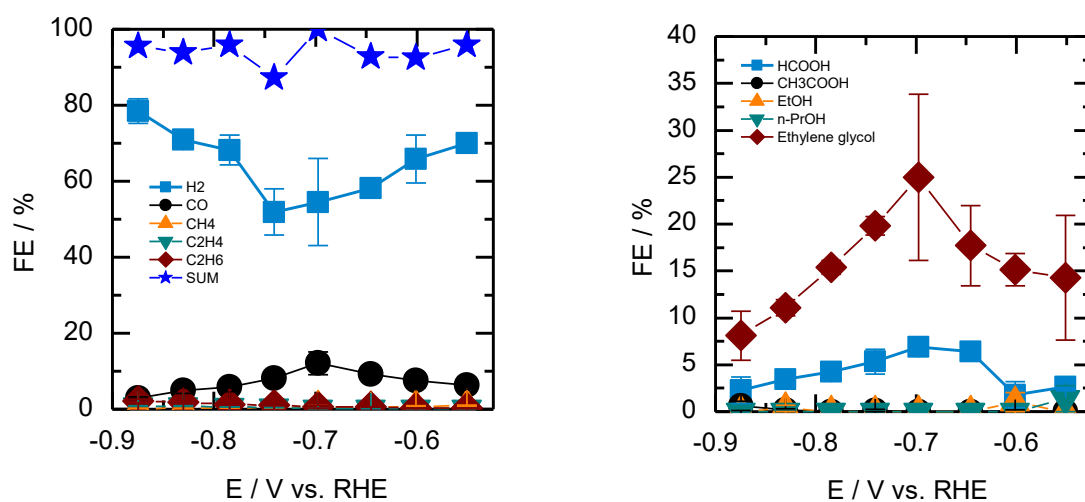 100
80
60
40
20
0
FE / %
H2
CO
CH4
C2H4
C2H6
SUM
-0.9
-0.8
-0.7
-0.6
E / V vs. RHE
40
35
30
25
20
15
10
5
0
FE / %
HCOOH
CH3COOH
EtOH
n-PrOH
Ethylene glycol
-0.9
-0.8
-0.7
-0.6
E / V vs. RHE